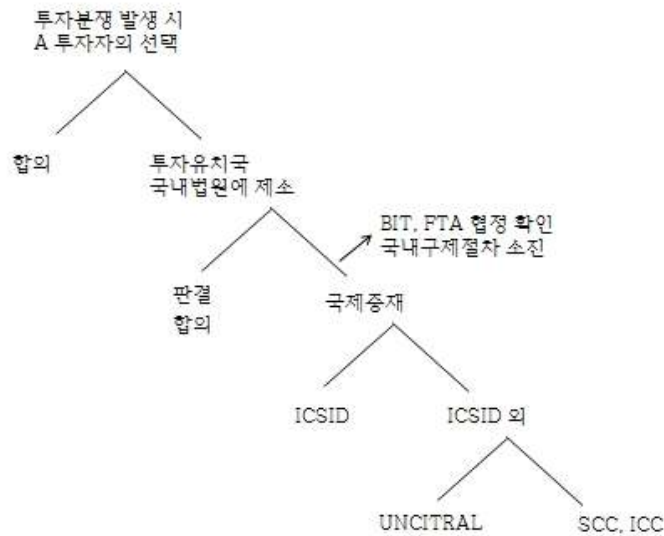 투자분쟁 발생 시
A 투자자의 선택
합의
투자유치국
국내법원에 제소
BIT, FTA 협정 확인
국내구제절차 소진
판결
합의
국제중재
ICSID
ICSID 외
UNCITRAL
SCC, ICC